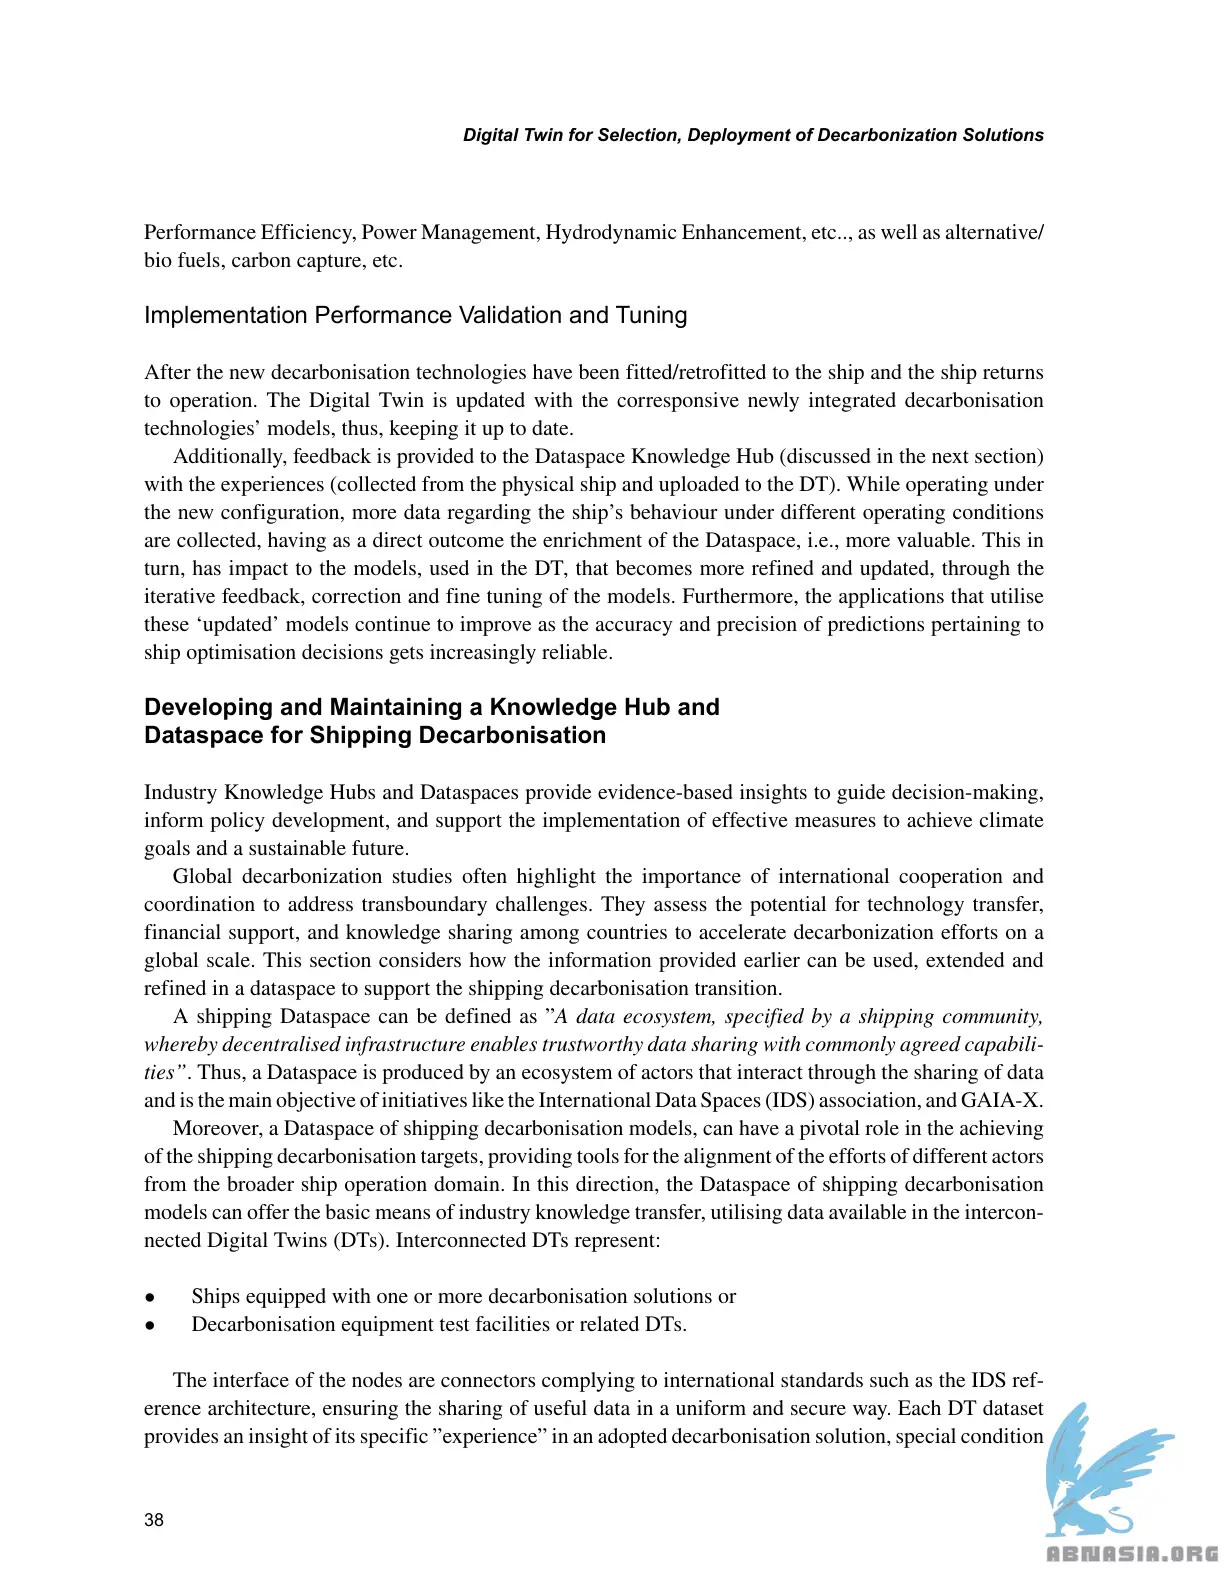 Digital Twin for Selection, Deployment of Decarbonization Solutions
Performance Efficiency, Power Management, Hydrodynamic Enhancement, etc.., as well as alternative/
bio fuels, carbon capture, etc.
Implementation Performance Validation and Tuning
After the new decarbonisation technologies have been fitted/retrofitted to the ship and the ship returns
to operation. The Digital Twin is updated with the corresponsive newly integrated decarbonisation
technologies’ models, thus, keeping it up to date.
Additionally, feedback is provided to the Dataspace Knowledge Hub (discussed in the next section)
with the experiences (collected from the physical ship and uploaded to the DT). While operating under
the new configuration, more data regarding the ship’s behaviour under different operating conditions
are collected, having as a direct outcome the enrichment of the Dataspace, i.e., more valuable. This in
turn, has impact to the models, used in the DT, that becomes more refined and updated, through the
iterative feedback, correction and fine tuning of the models. Furthermore, the applications that utilise
these ‘updated’ models continue to improve as the accuracy and precision of predictions pertaining to
ship optimisation decisions gets increasingly reliable.
Developing and Maintaining a Knowledge Hub and
Dataspace for Shipping Decarbonisation
Industry Knowledge Hubs and Dataspaces provide evidence-based insights to guide decision-making,
inform policy development, and support the implementation of effective measures to achieve climate
goals and a sustainable future.
Global decarbonization studies often highlight the importance of international cooperation and
coordination to address transboundary challenges. They assess the potential for technology transfer,
financial support, and knowledge sharing among countries to accelerate decarbonization efforts on a
global scale. This section considers how the information provided earlier can be used, extended and
refined in a dataspace to support the shipping decarbonisation transition.
A shipping Dataspace can be defined as ”A data ecosystem, specified by a shipping community,
whereby decentralised infrastructure enables trustworthy data sharing with commonly agreed capabili-
ties”. Thus, a Dataspace is produced by an ecosystem of actors that interact through the sharing of data
and is the main objective of initiatives like the International Data Spaces (IDS) association, and GAIA-X.
Moreover, a Dataspace of shipping decarbonisation models, can have a pivotal role in the achieving
of the shipping decarbonisation targets, providing tools for the alignment of the efforts of different actors
from the broader ship operation domain. In this direction, the Dataspace of shipping decarbonisation
models can offer the basic means of industry knowledge transfer, utilising data available in the intercon-
nected Digital Twins (DTs). Interconnected DTs represent:
● Ships equipped with one or more decarbonisation solutions or
● Decarbonisation equipment test facilities or related DTs.
The interface of the nodes are connectors complying to international standards such as the IDS ref-
erence architecture, ensuring the sharing of useful data in a uniform and secure way. Each DT dataset
provides an insight of its specific ”experience” in an adopted decarbonisation solution, special condition
38
ABNASIA.ORG